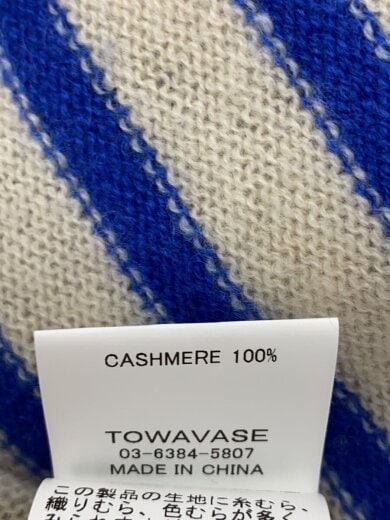 CASHMERE 100%
TOWAVASE
03-6384-5807
MADE IN CHINA
この製品の生地に糸むら、
織りむら、色むらが多く